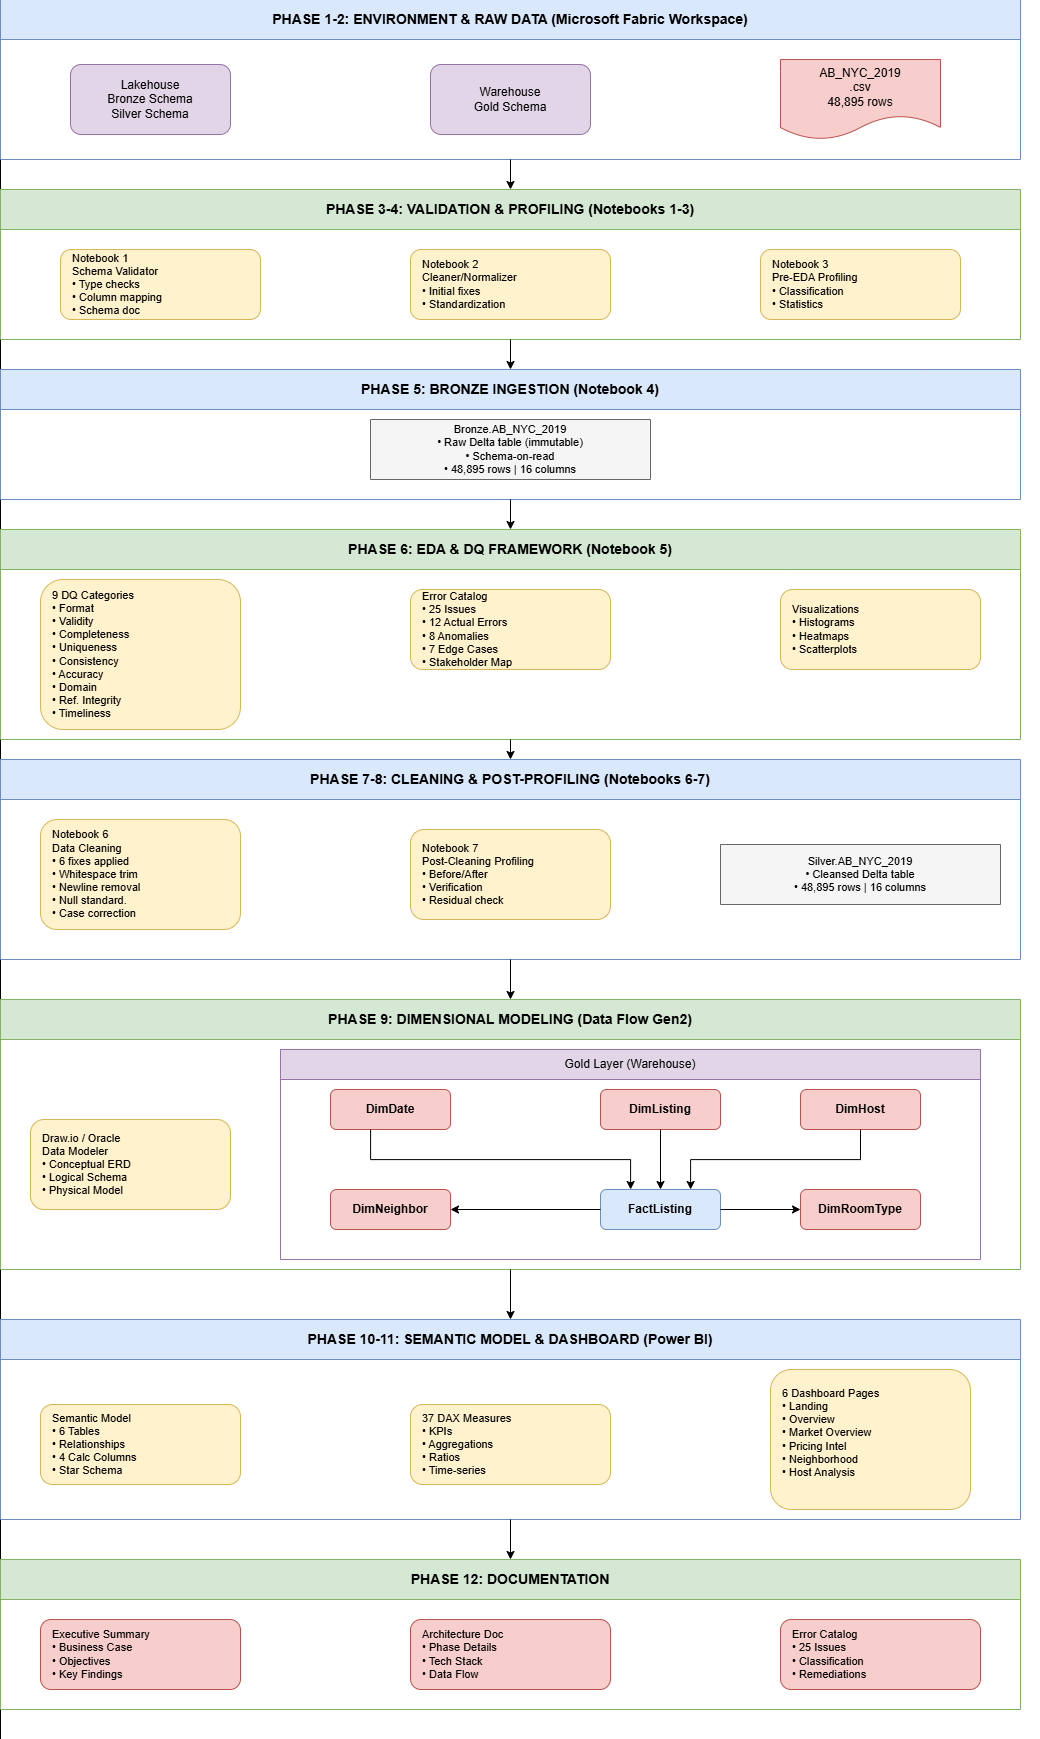 PHASE 1-2: ENVIRONMENT & RAW DATA (Microsoft Fabric Workspace)
Lakehouse
Bronze Schema
Silver Schema
Warehouse
Gold Schema
AB_NYC_2019
.csv
48,895 rows
PHASE 3-4: VALIDATION & PROFILING (Notebooks 1-3)
Notebook 1
Schema Validator
• Type checks
• Column mapping
• Schema doc
Notebook 2
Cleaner/Normalizer
• Initial fixes
• Standardization
Notebook 3
Pre-EDA Profiling
• Classification
• Statistics
PHASE 5: BRONZE INGESTION (Notebook 4)
Bronze.AB_NYC_2019
• Raw Delta table (immutable)
• Schema-on-read
• 48,895 rows | 16 columns
PHASE 6: EDA & DQ FRAMEWORK (Notebook 5)
9 DQ Categories
• Format
• Validity
• Completeness
• Uniqueness
• Consistency
• Accuracy
• Domain
• Ref. Integrity
• Timeliness
Error Catalog
• 25 Issues
• 12 Actual Errors
• 8 Anomalies
• 7 Edge Cases
• Stakeholder Map
Visualizations
• Histograms
• Heatmaps
• Scatterplots
PHASE 7-8: CLEANING & POST-PROFILING (Notebooks 6-7)
Notebook 6
Data Cleaning
• 6 fixes applied
• Whitespace trim
• Newline removal
• Null standard.
• Case correction
Notebook 7
Post-Cleaning Profiling
• Before/After
• Verification
• Residual check
Silver.AB_NYC_2019
• Cleansed Delta table
• 48,895 rows | 16 columns
PHASE 9: DIMENSIONAL MODELING (Data Flow Gen2)
Draw.io / Oracle
Data Modeler
• Conceptual ERD
• Logical Schema
• Physical Model
Gold Layer (Warehouse)
DimDate
DimListing
DimHost
DimNeighbor
FactListing
DimRoomType
PHASE 10-11: SEMANTIC MODEL & DASHBOARD (Power BI)
Semantic Model
• 6 Tables
• Relationships
• 4 Calc Columns
• Star Schema
37 DAX Measures
• KPIs
• Aggregations
• Ratios
• Time-series
6 Dashboard Pages
• Landing
• Overview
• Market Overview
• Pricing Intel
• Neighborhood
• Host Analysis
PHASE 12: DOCUMENTATION
Executive Summary
• Business Case
• Objectives
• Key Findings
Architecture Doc
• Phase Details
• Tech Stack
• Data Flow
Error Catalog
• 25 Issues
• Classification
• Remediations